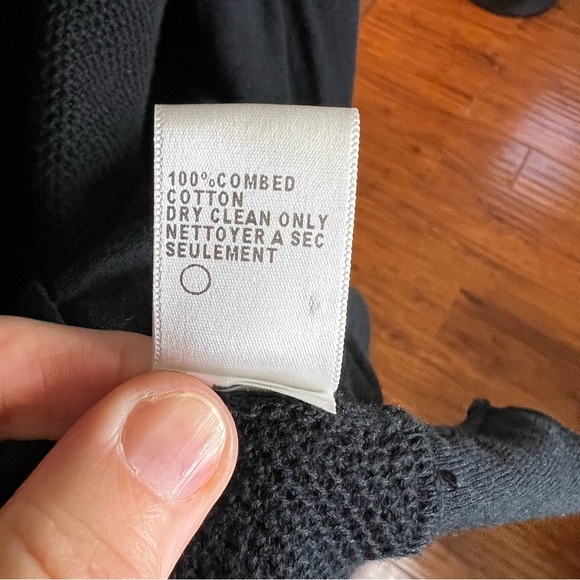 100%COMBED
COTTON
DRY CLEAN ONLY
NETTOYER A SEC
SEULEMENT